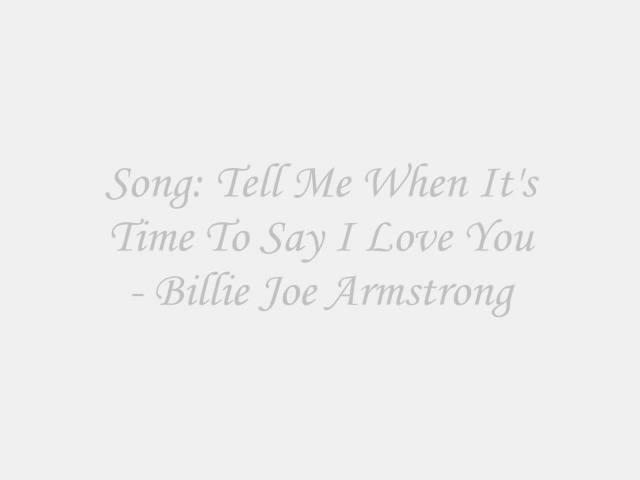 Song: Tell Me When It's
Time To Say I Love You
- Billie Joe Armstrong